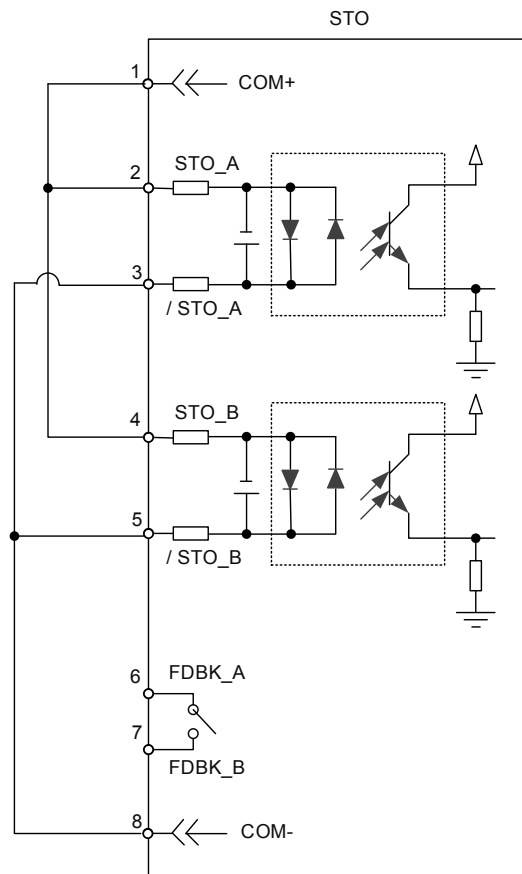 STO
1
COM+
2
STO_A
3
/ STO_A
4
STO_B
5
/ STO_B
6
FDBK_A
7
FDBK_B
8
COM-